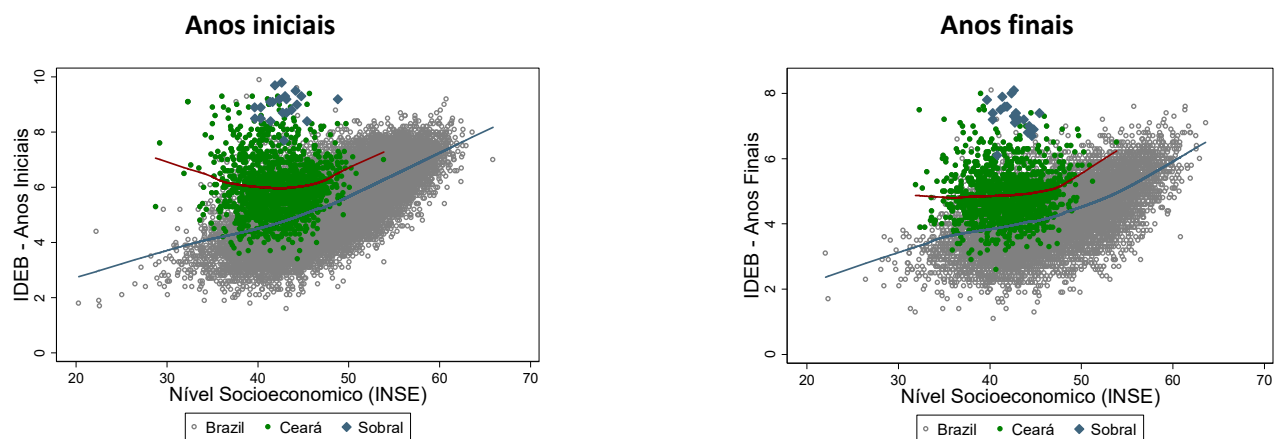 Anos iniciais
IDEB - Anos Iniciais
10
8
6
4
2
0
20 30 40 50 60 70
Nível Socioeconomico (INSE)
Brazil Ceará Sobral
Anos finais
IDEB - Anos Finais
8
6
4
2
0
20 30 40 50 60 70
Nível Socioeconomico (INSE)
Brazil Ceará Sobral